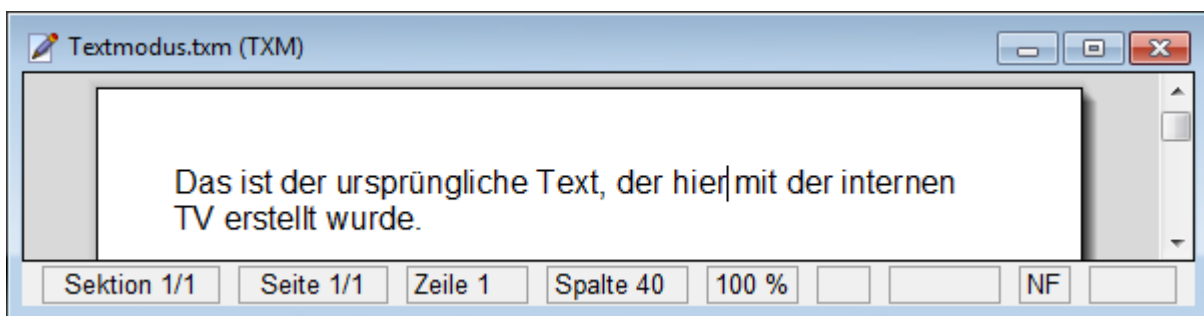 Textmodus.txm (TXM)
Das ist der ursprüngliche Text, der hier mit der internen
TV erstellt wurde.
Sektion 1/1 Seite 1/1 Zeile 1 Spalte 40 100 % NF